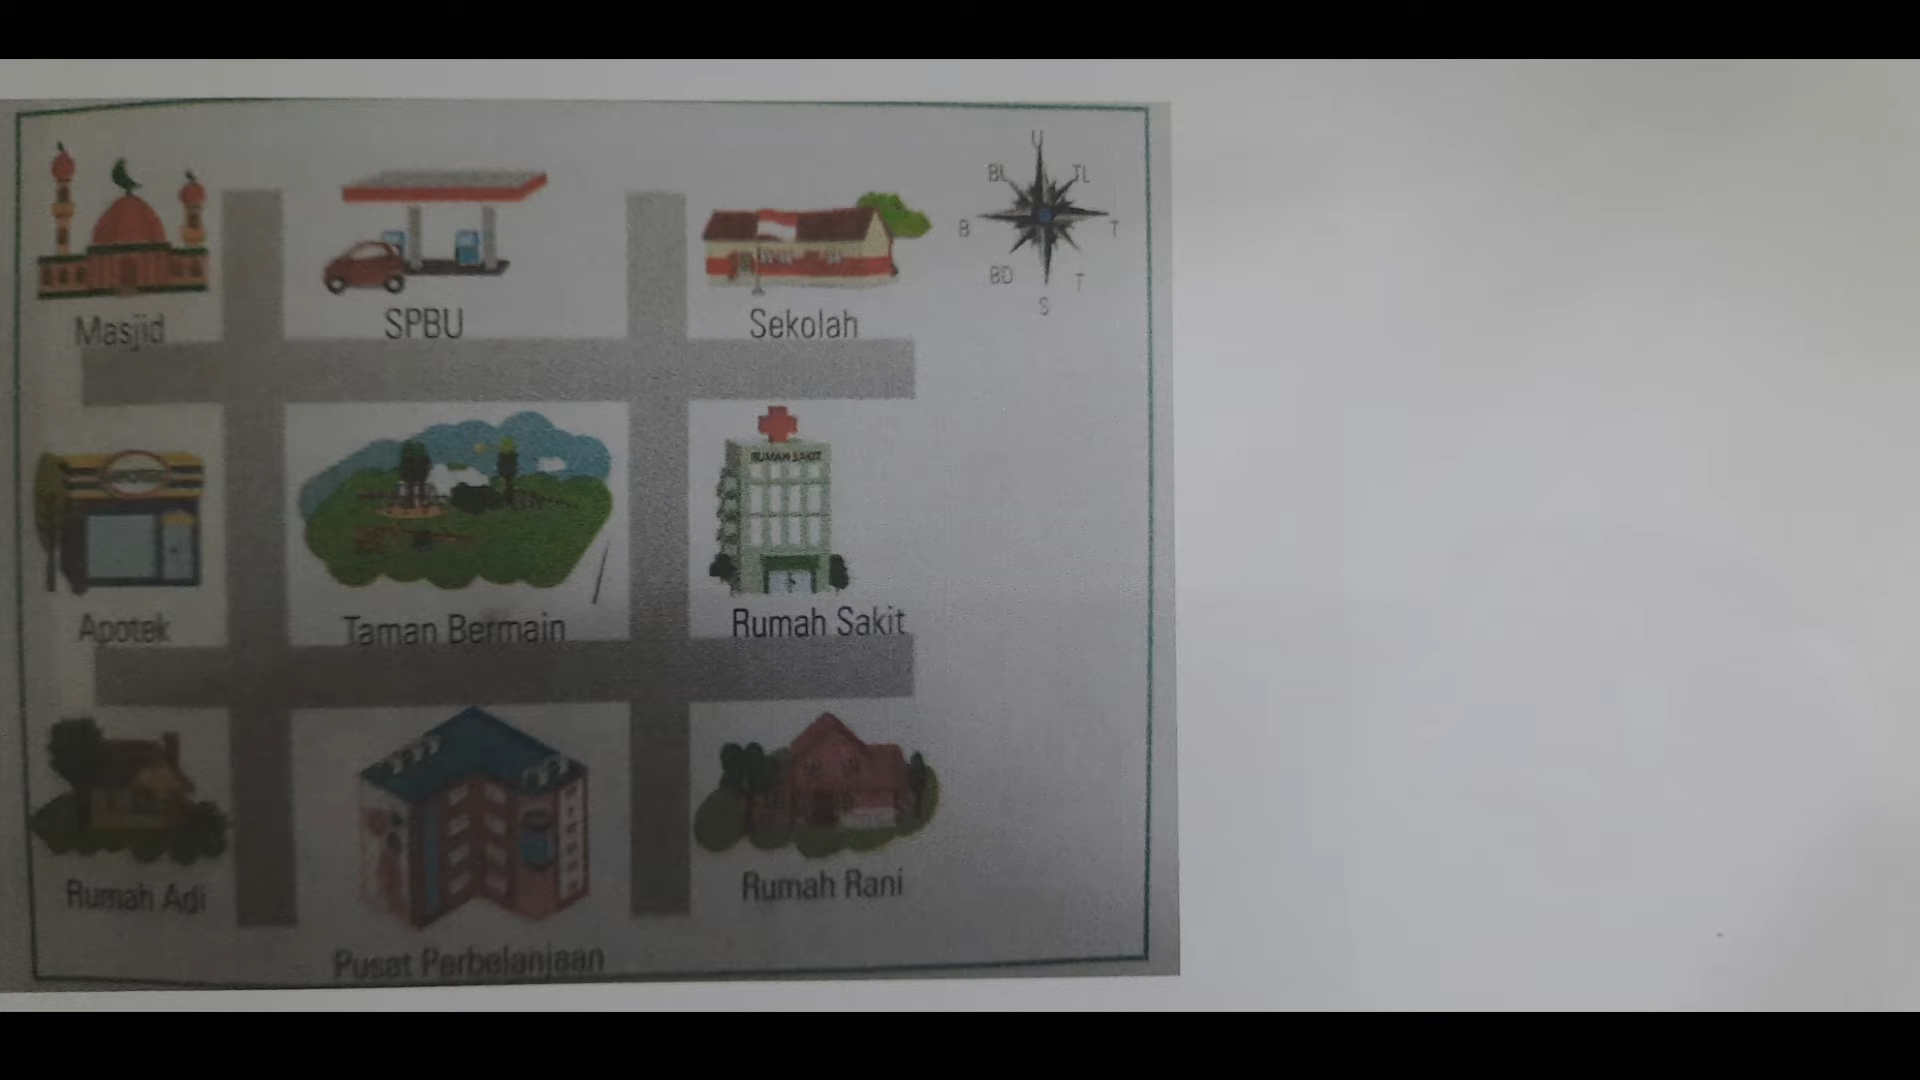 U
BL TL
B T
BD T
S
Masjid
SPBU
Sekolah
RUMAH SAKIT
Apotek
Taman Bermain
Rumah Sakit
Rumah Adi
Rumah Rani
Pusat Perbelanjaan